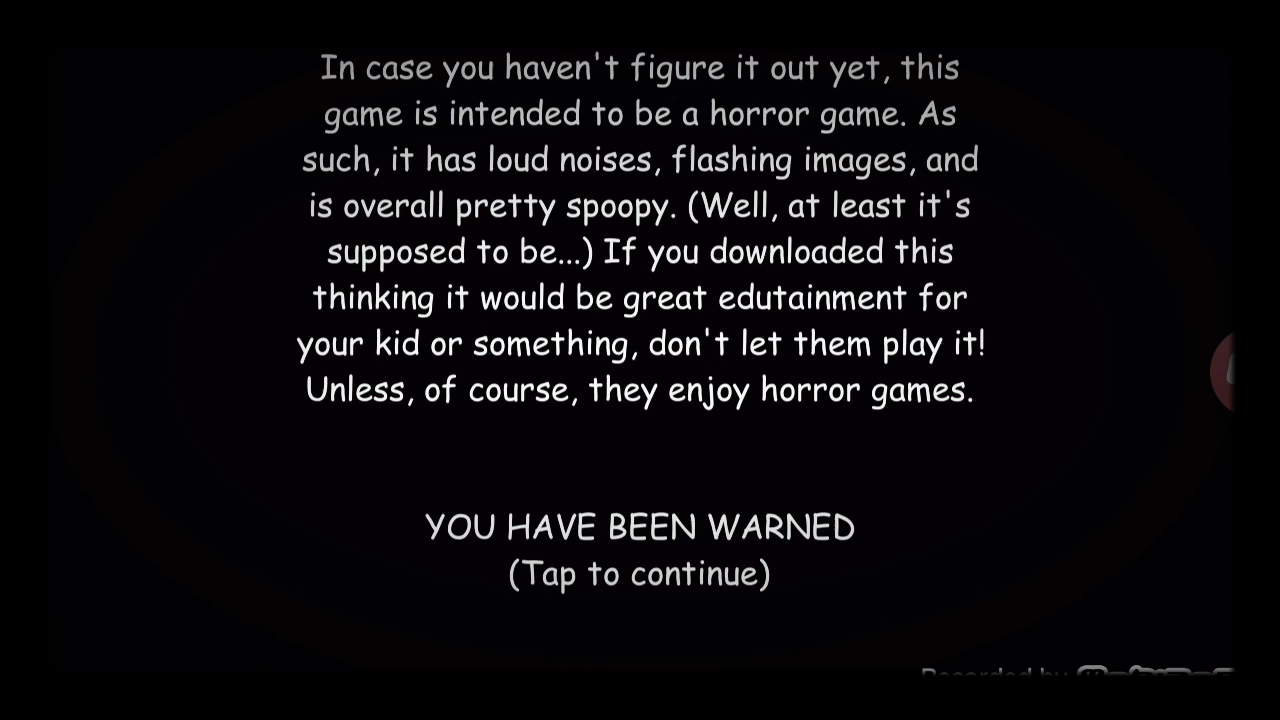 In case you haven't figure it out yet, this
game is intended to be a horror game. As
such, it has loud noises, flashing images, and
is overall pretty spoopy. (Well, at least it's
supposed to be...) If you downloaded this
thinking it would be great edutainment for
your kid or something, don't let them play it!
Unless, of course, they enjoy horror games.
YOU HAVE BEEN WARNED
(Tap to continue)
Recorded by